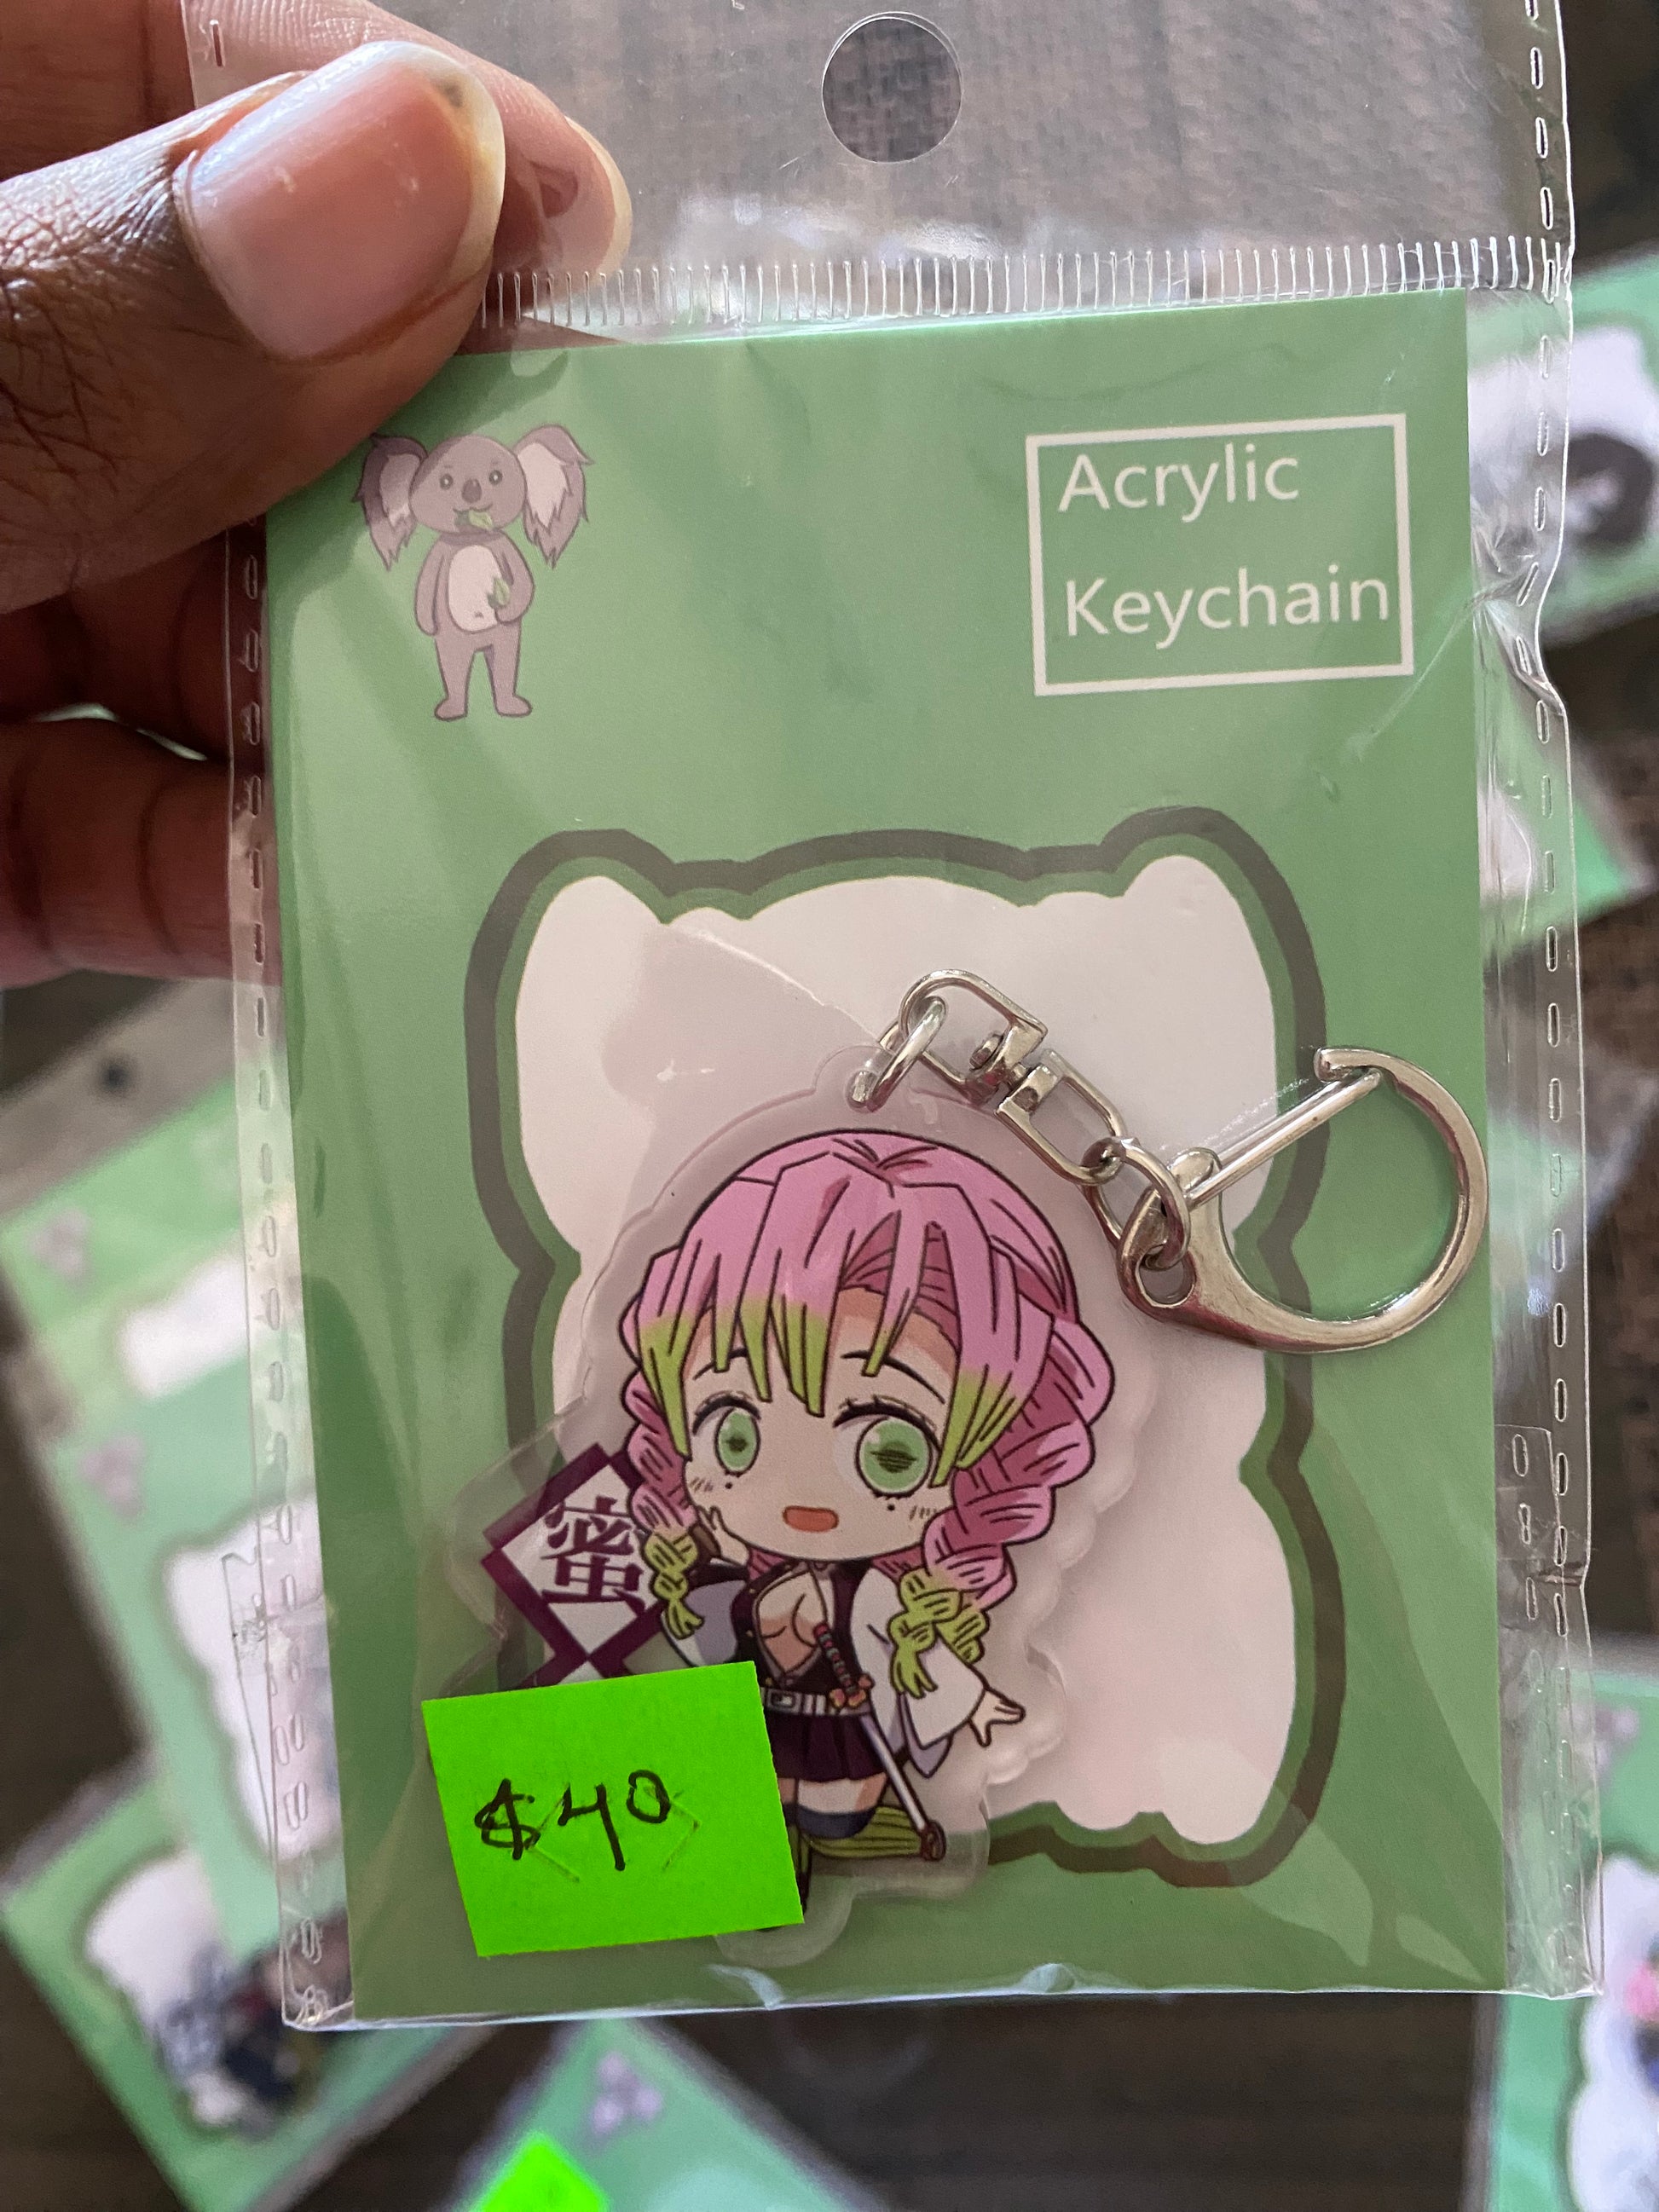 Acrylic
Keychain
蜜
$40